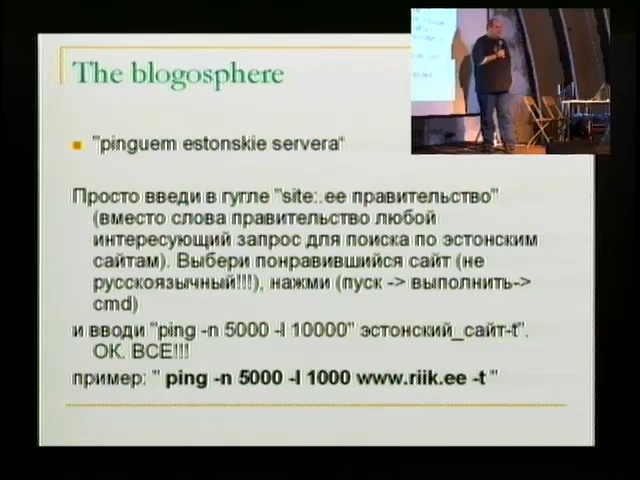 The blogosphere
"pinguem estonskie servera"
Просто введи в гугле "site:.ee правительство"
(вместо слова правительство любой
интересующий запрос для поиска по эстонским
сайтам). Выбери понравившийся сайт (не
русскоязычный!!!), нажми (пуск -> выполнить->
cmd)
и вводи "ping -n 5000 -l 10000" эстонский_сайт-t".
ОК. ВСЕ!!!
пример: " ping -n 5000 -l 1000 www.riik.ee -t "